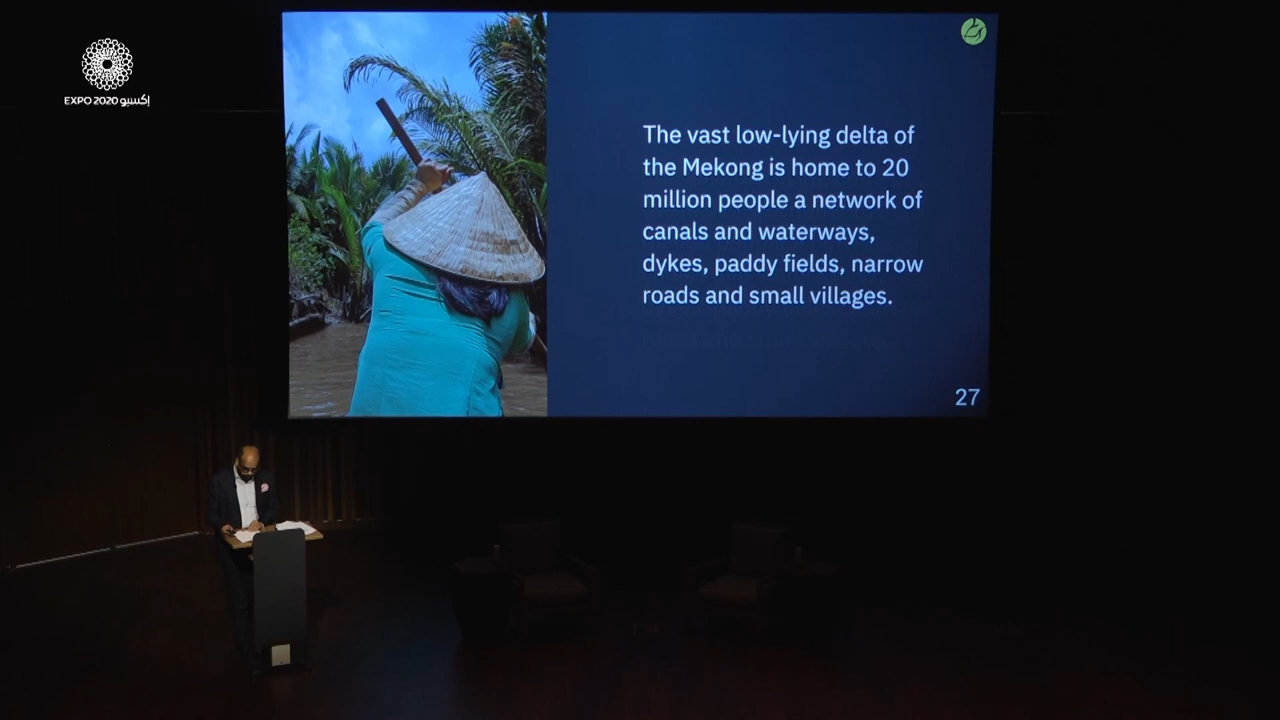 EXPO 2020 إكسبو
The vast low-lying delta of
the Mekong is home to 20
million people a network of
canals and waterways,
dykes, paddy fields, narrow
roads and small villages.
27